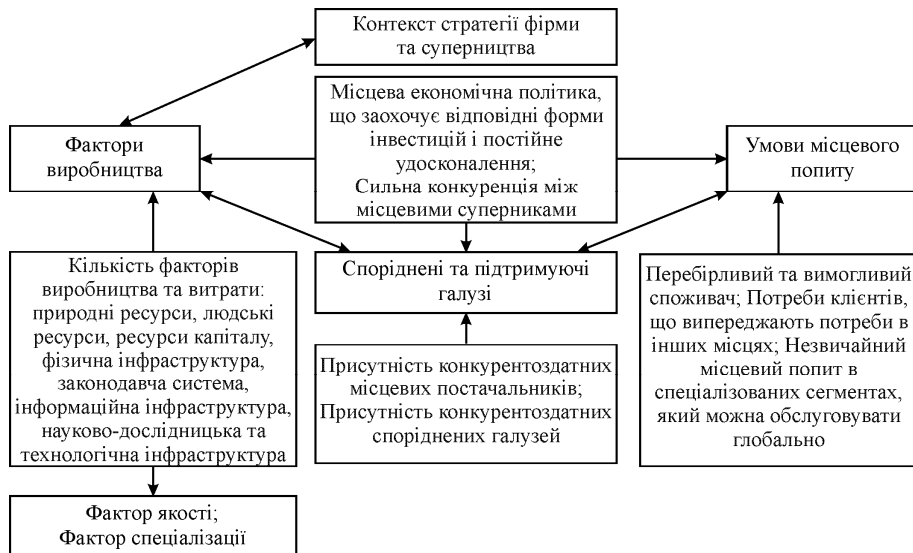 Контекст стратегії фірми
та суперництва
Місцева економічна політика,
що заохочує відповідні форми
інвестицій і постійне
удосконалення;
Сильна конкуренція між
місцевими суперниками
Фактори
виробництва
Умови місцевого
попиту
Споріднені та підтримуючі
галузі
Кількість факторів
виробництва та витрати:
природні ресурси, людські
ресурси, ресурси капіталу,
фізична інфраструктура,
законодавча система,
інформаційна інфраструктура,
науково-дослідницька та
технологічна інфраструктура
Присутність конкурентоздатних
місцевих постачальників;
Присутність конкурентоздатних
споріднених галузей
Перебірливий та вимогливий
споживач; Потреби клієнтів,
що випереджають потреби в
інших місцях; Незвичайний
місцевий попит в
спеціалізованих сегментах,
який можна обслуговувати
глобально
Фактор якості;
Фактор спеціалізації